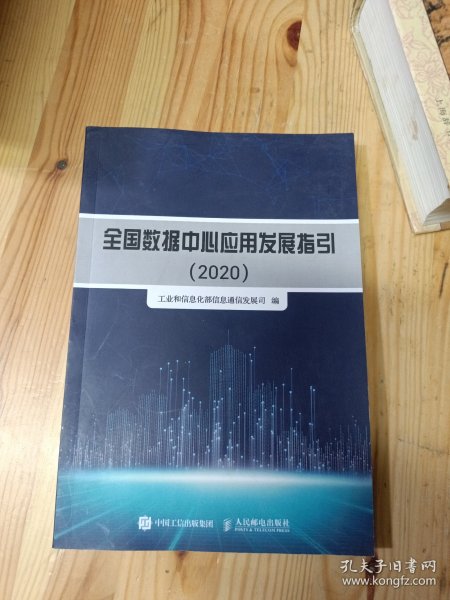 全国数据中心应用发展指引
(2020)
工业和信息化部信息通信发展司 编
中国工信出版集团
人民邮电出版社
POSTS & TELECOM PRESS
孔夫子旧书网
www.kongfz.com